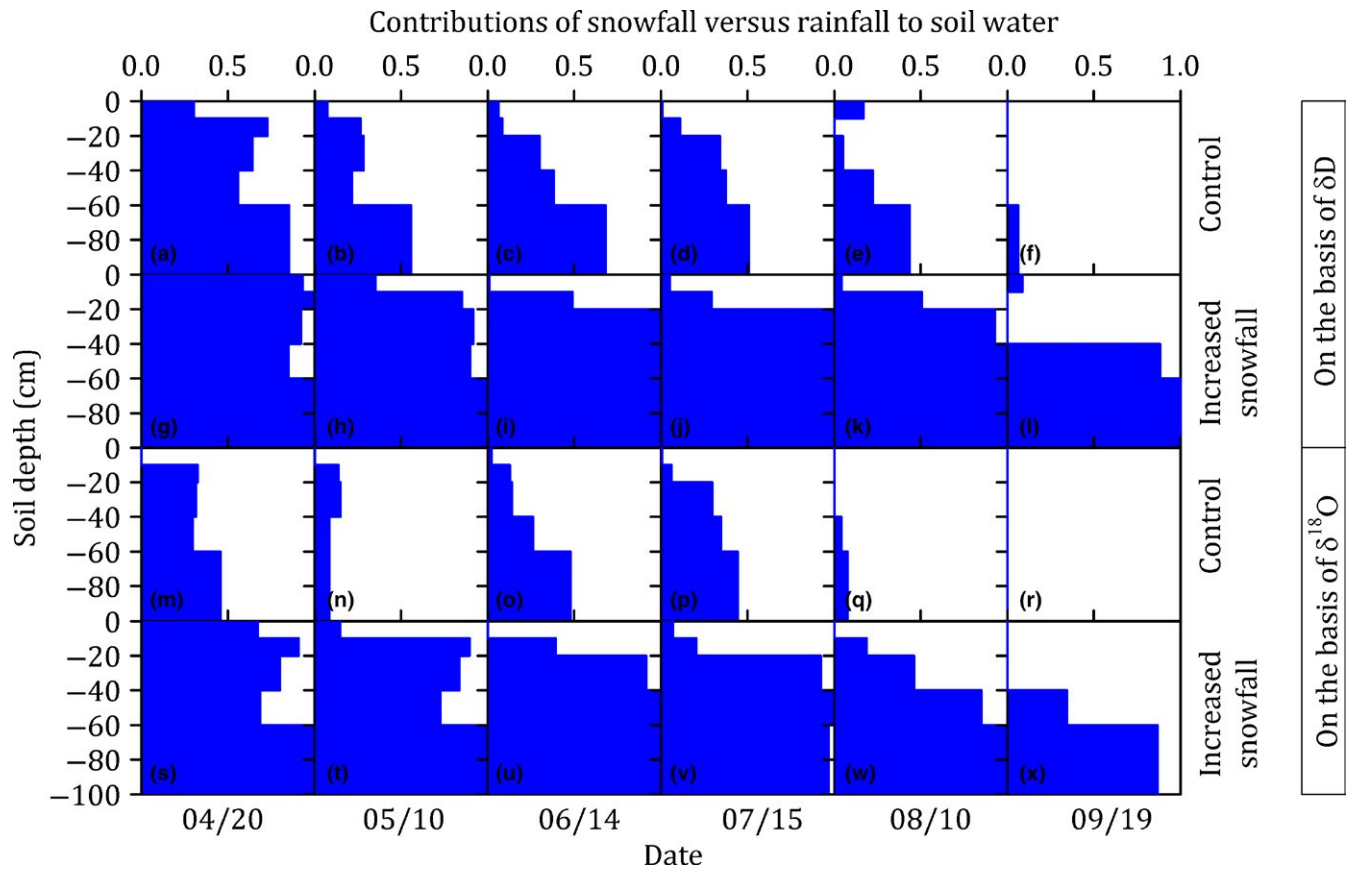 Contributions of snowfall versus rainfall to soil water
0.0 0.5 0.0 0.5 0.0 0.5 0.0 0.5 0.0 0.5 0.0 0.5 1.0
0
−20
−40
−60
−80
(a) (b) (c) (d) (e) (f)
Control
0
−20
−40
−60
−80
(g) (h) (i) (j) (k) (l)
Increased
snowfall
On the basis of δD
0
−20
−40
−60
−80
(m) (n) (o) (p) (q) (r)
Control
0
−20
−40
−60
−80
−100
(s) (t) (u) (v) (w) (x)
Increased
snowfall
On the basis of δ¹⁸O
Soil depth (cm)
04/20 05/10 06/14 07/15 08/10 09/19
Date